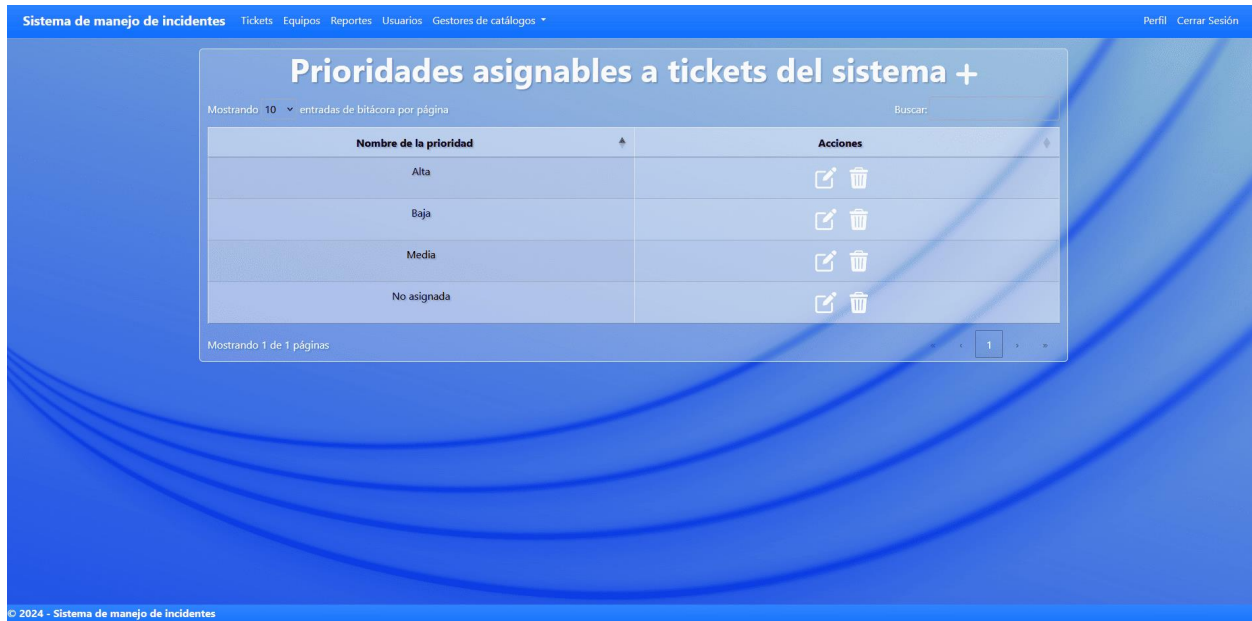 Sistema de manejo de incidentes Tickets Equipos Reportes Usuarios Gestores de catálogos Perfil Cerrar Sesión
Prioridades asignables a tickets del sistema +
Mostrando 10 entradas de bitácora por página Buscar:
Nombre de la prioridad Acciones
Alta
Baja
Media
No asignada
Mostrando 1 de 1 páginas « ‹ 1 › »
© 2024 - Sistema de manejo de incidentes